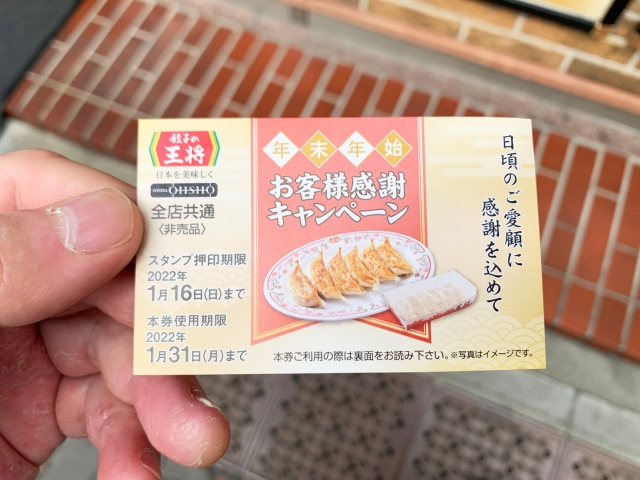 餃子の
王将
日本を美味しく
GYOZA OHSHO
全店共通
〈非売品〉
スタンプ押印期限
2022年
1月16日(日)まで
本券使用期限
2022年
1月31日(月)まで
年末年始
お客様感謝
キャンペーン
日頃のご愛顧に
感謝を込めて
本券ご利用の際は裏面をお読み下さい。※写真はイメージです。